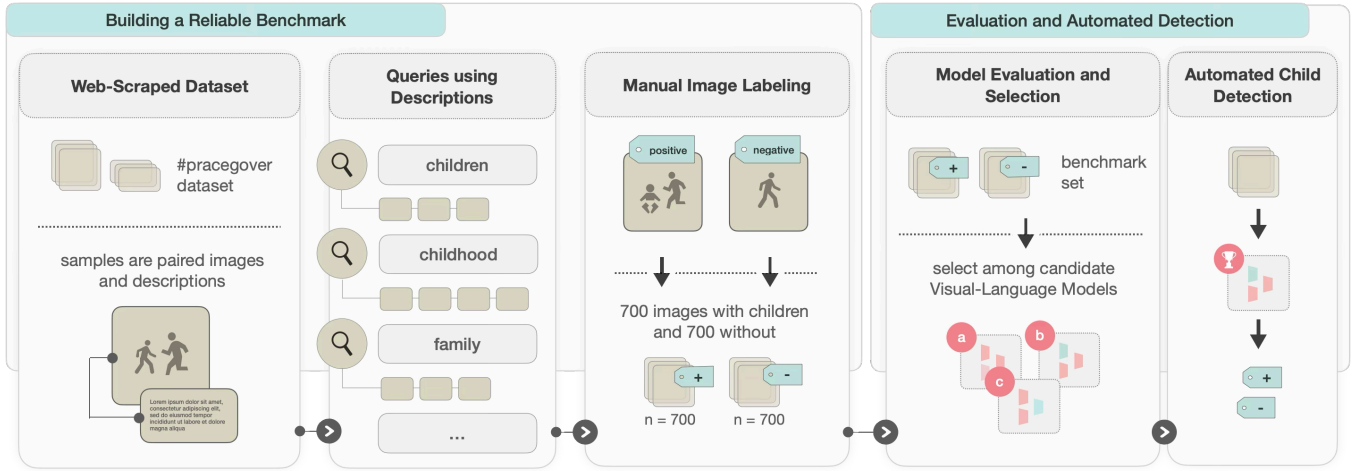 Building a Reliable Benchmark
Evaluation and Automated Detection
Web-Scraped Dataset
#pracegover
dataset
samples are paired images
and descriptions
Lorem ipsum dolor sit amet,
consectetur adipiscing elit,
sed do eiusmod tempor
incididunt ut labore et dolore
magna aliqua
Queries using
Descriptions
children
childhood
family
...
Manual Image Labeling
positive
negative
700 images with children
and 700 without
+
-
n = 700
n = 700
Model Evaluation and
Selection
+
-
benchmark
set
select among candidate
Visual-Language Models
a
b
c
Automated Child
Detection
+
-